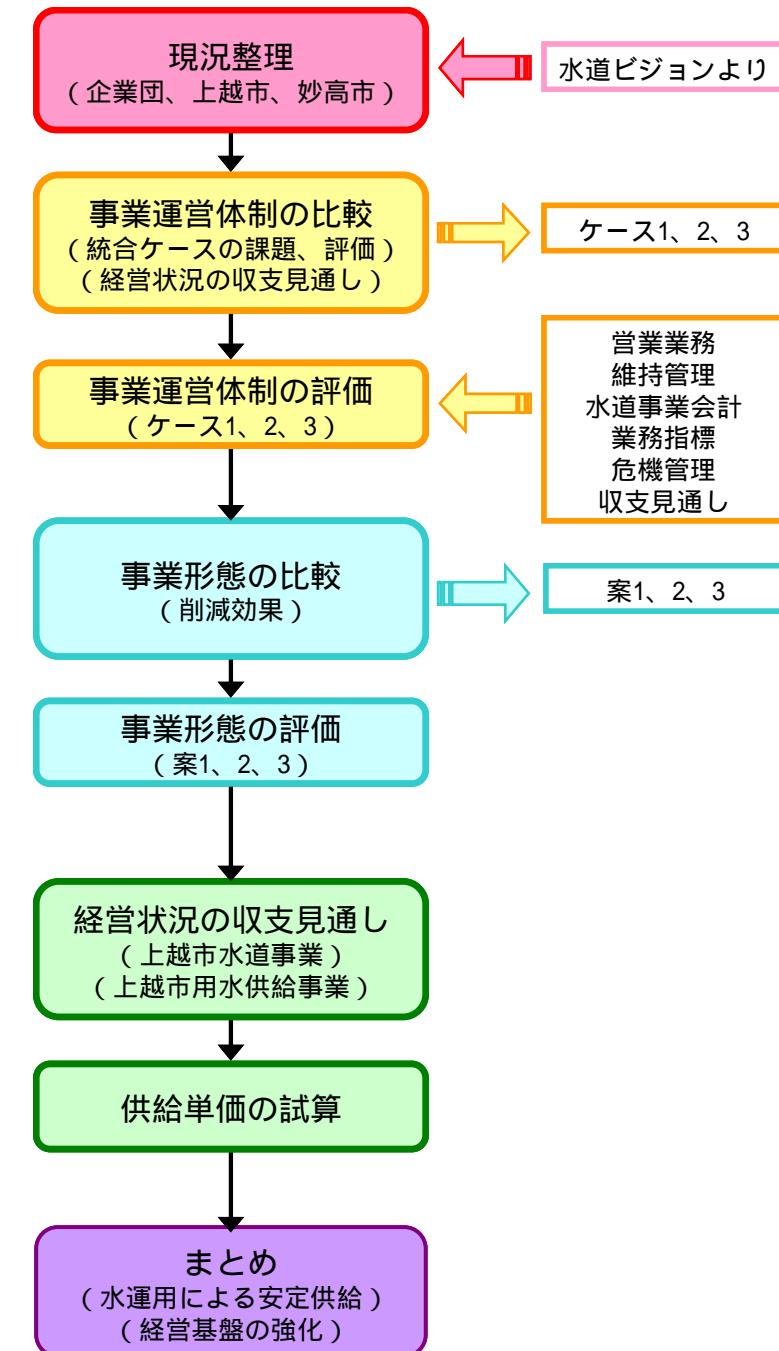 現況整理
（企業団、上越市、妙高市）
水道ビジョンより
事業運営体制の比較
（統合ケースの課題、評価）
（経営状況の収支見通し）
ケース1、2、3
事業運営体制の評価
（ケース1、2、3）
営業業務
維持管理
水道事業会計
業務指標
危機管理
収支見通し
事業形態の比較
（削減効果）
案1、2、3
事業形態の評価
（案1、2、3）
経営状況の収支見通し
（上越市水道事業）
（上越市用水供給事業）
供給単価の試算
まとめ
（水運用による安定供給）
（経営基盤の強化）